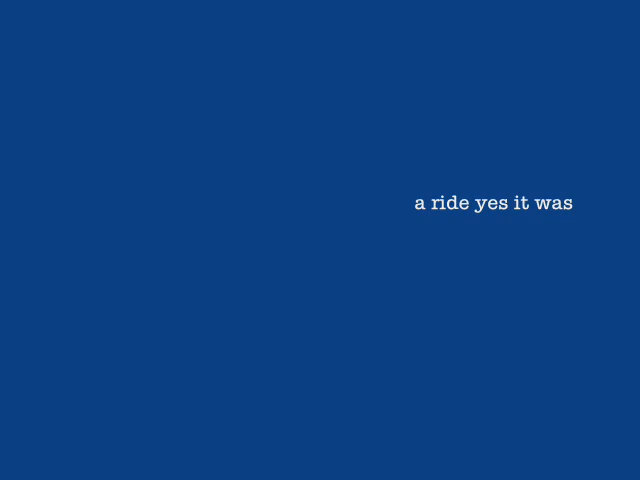 a ride yes it was